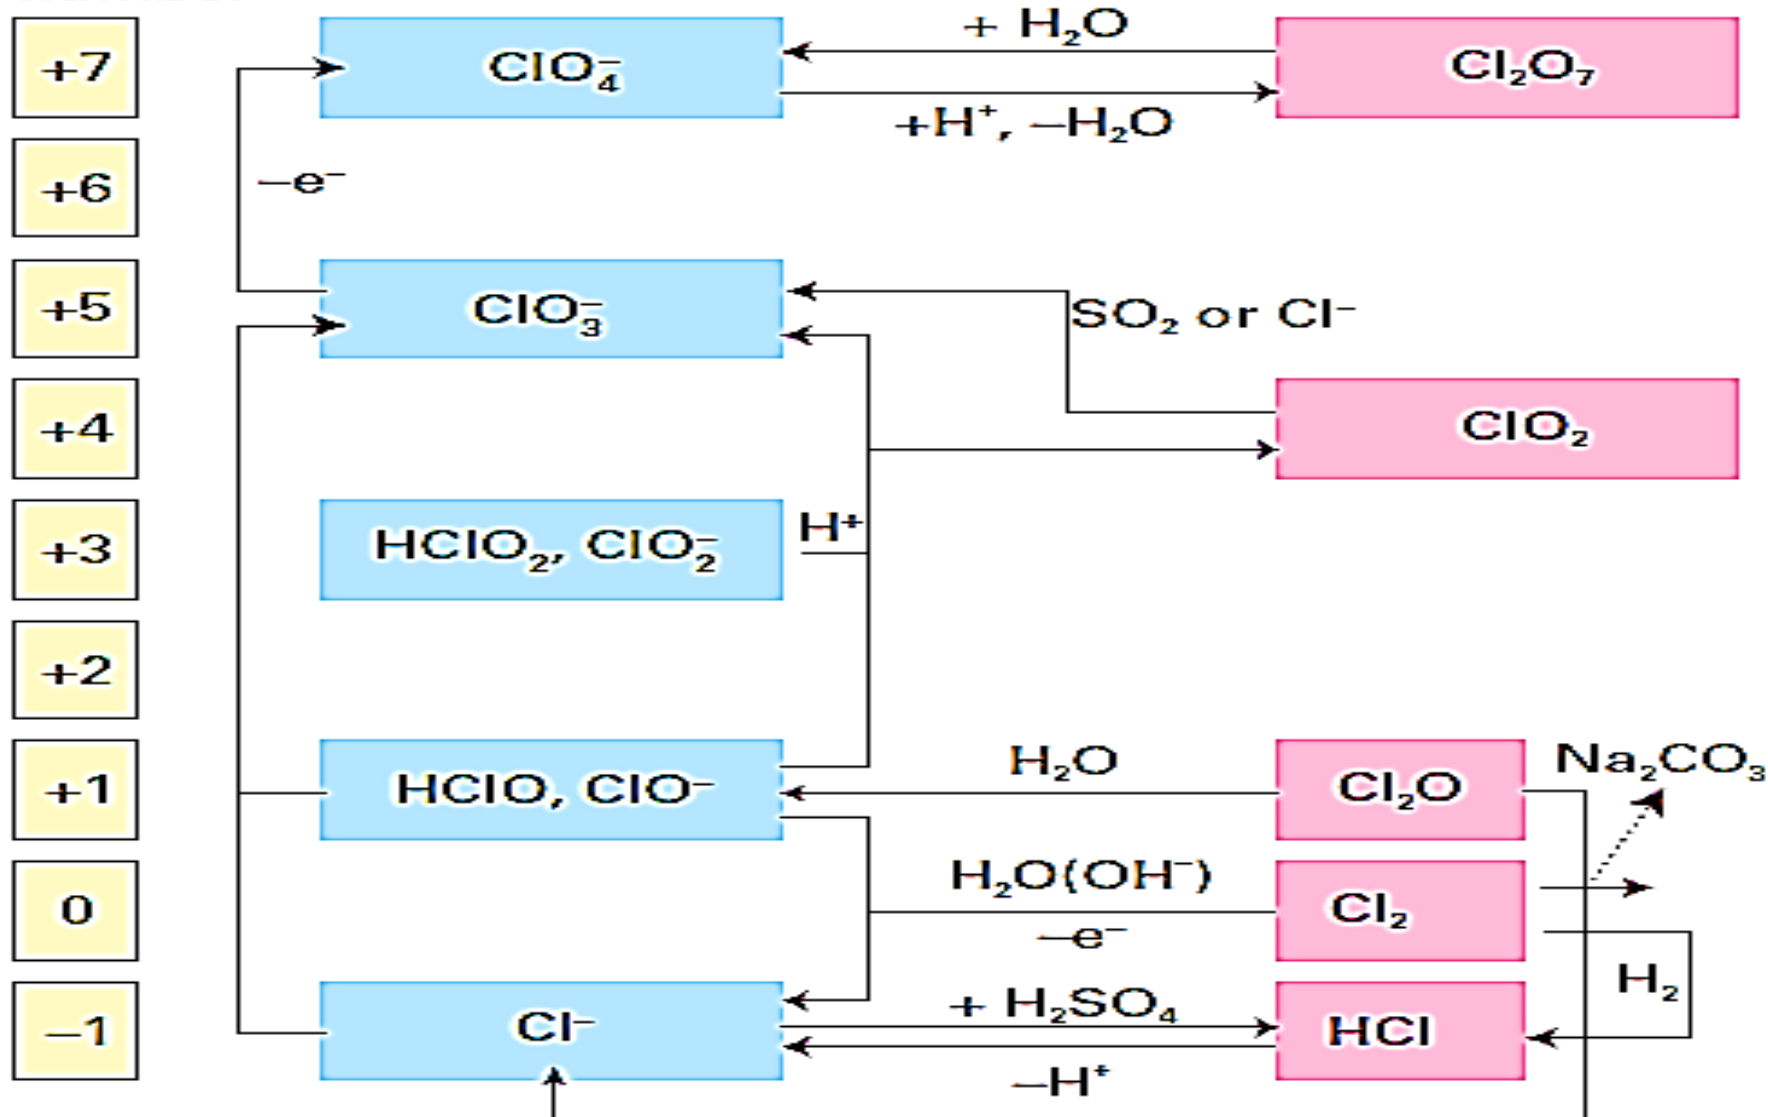 +7
ClO₄⁻
+ H₂O
Cl₂O₇
+H⁺, –H₂O
+6
–e⁻
+5
ClO₃⁻
SO₂ or Cl⁻
+4
ClO₂
+3
HClO₂, ClO₂⁻
H⁺
+2
+1
HClO, ClO⁻
H₂O
Cl₂O
Na₂CO₃
0
H₂O(OH⁻)
–e⁻
Cl₂
H₂
–1
Cl⁻
+ H₂SO₄
HCl
–H⁺